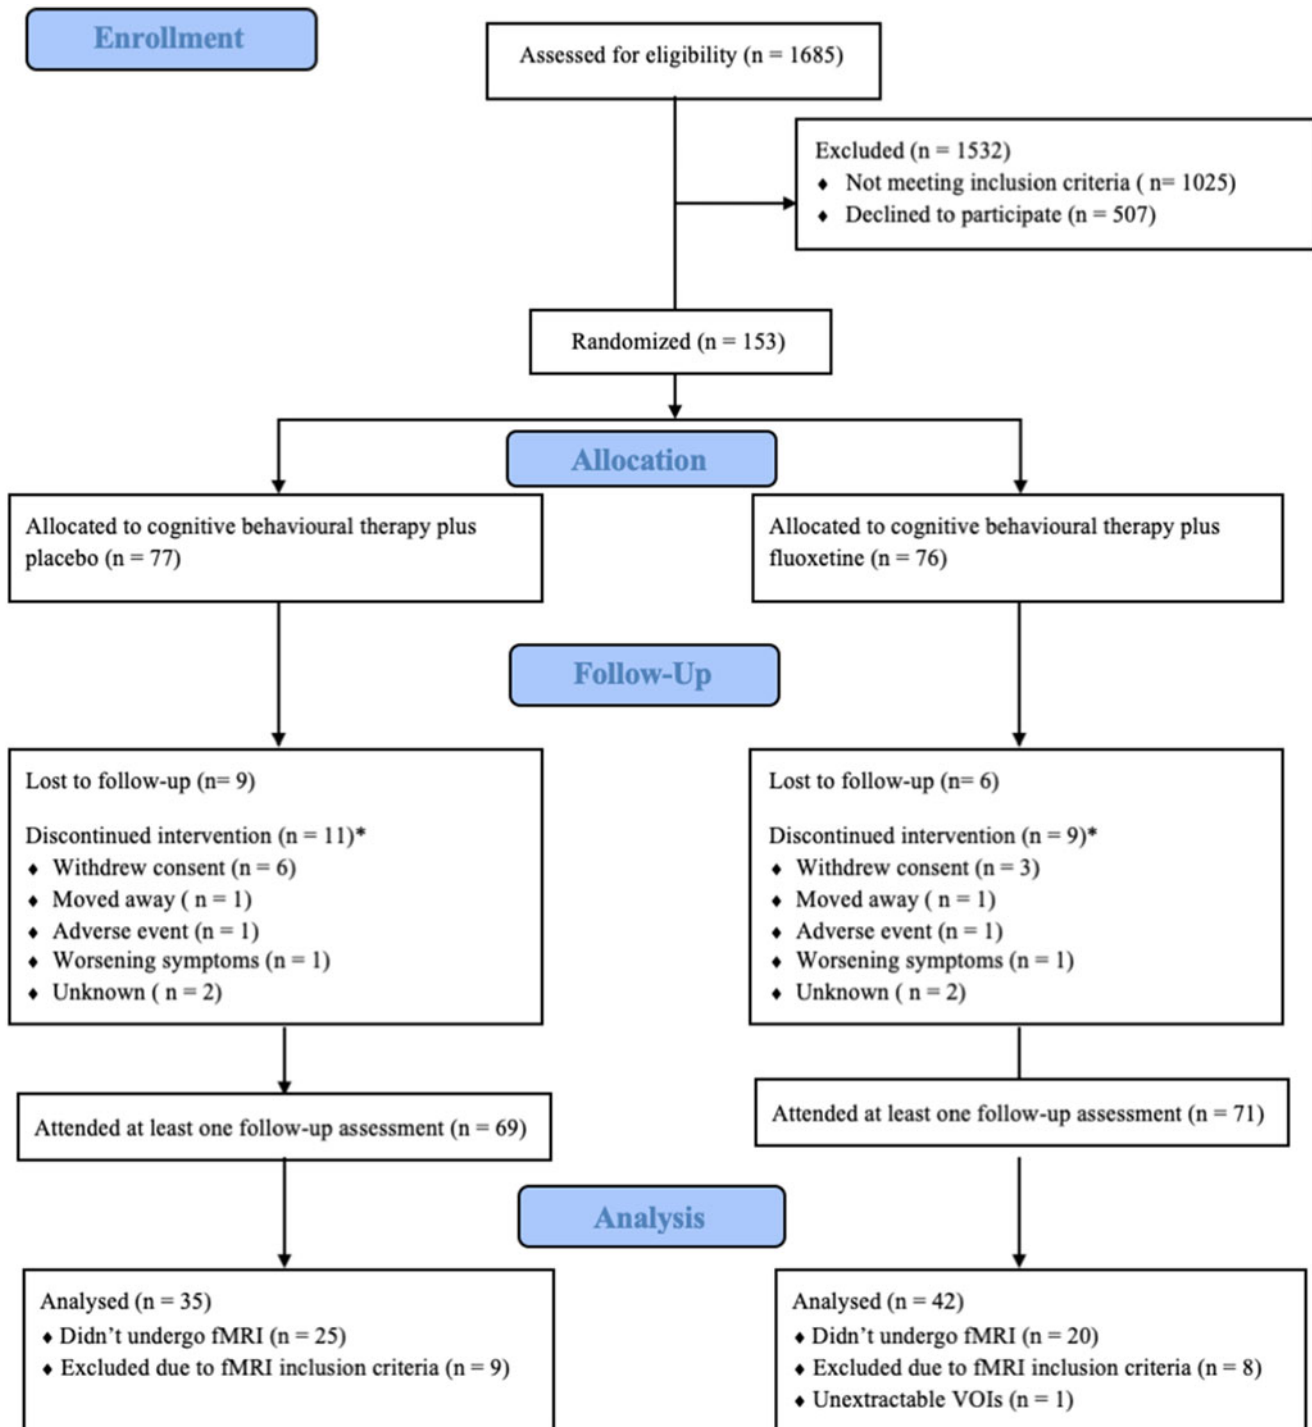 Enrollment
Assessed for eligibility (n = 1685)
Excluded (n = 1532)
♦ Not meeting inclusion criteria ( n= 1025)
♦ Declined to participate (n = 507)
Randomized (n = 153)
Allocation
Allocated to cognitive behavioural therapy plus
placebo (n = 77)
Allocated to cognitive behavioural therapy plus
fluoxetine (n = 76)
Follow-Up
Lost to follow-up (n= 9)
Discontinued intervention (n = 11)*
♦ Withdrew consent (n = 6)
♦ Moved away ( n = 1)
♦ Adverse event (n = 1)
♦ Worsening symptoms (n = 1)
♦ Unknown ( n = 2)
Lost to follow-up (n= 6)
Discontinued intervention (n = 9)*
♦ Withdrew consent (n = 3)
♦ Moved away ( n = 1)
♦ Adverse event (n = 1)
♦ Worsening symptoms (n = 1)
♦ Unknown ( n = 2)
Attended at least one follow-up assessment (n = 69)
Attended at least one follow-up assessment (n = 71)
Analysis
Analysed (n = 35)
♦ Didn't undergo fMRI (n = 25)
♦ Excluded due to fMRI inclusion criteria (n = 9)
Analysed (n = 42)
♦ Didn't undergo fMRI (n = 20)
♦ Excluded due to fMRI inclusion criteria (n = 8)
♦ Unextractable VOIs (n = 1)